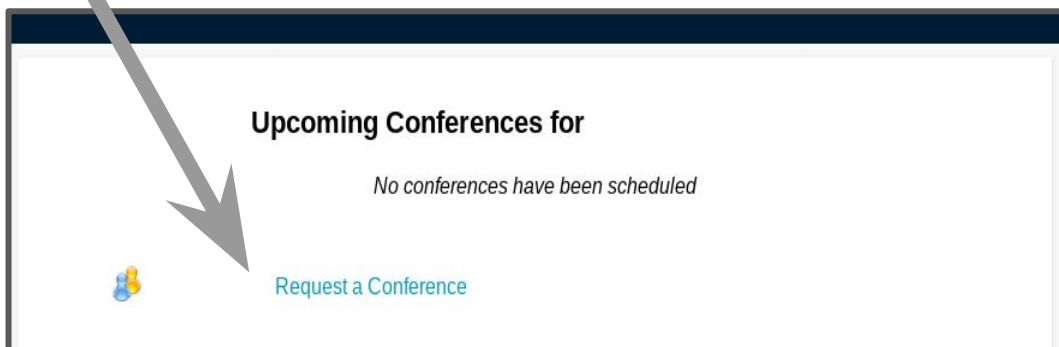 Upcoming Conferences for
No conferences have been scheduled
Request a Conference